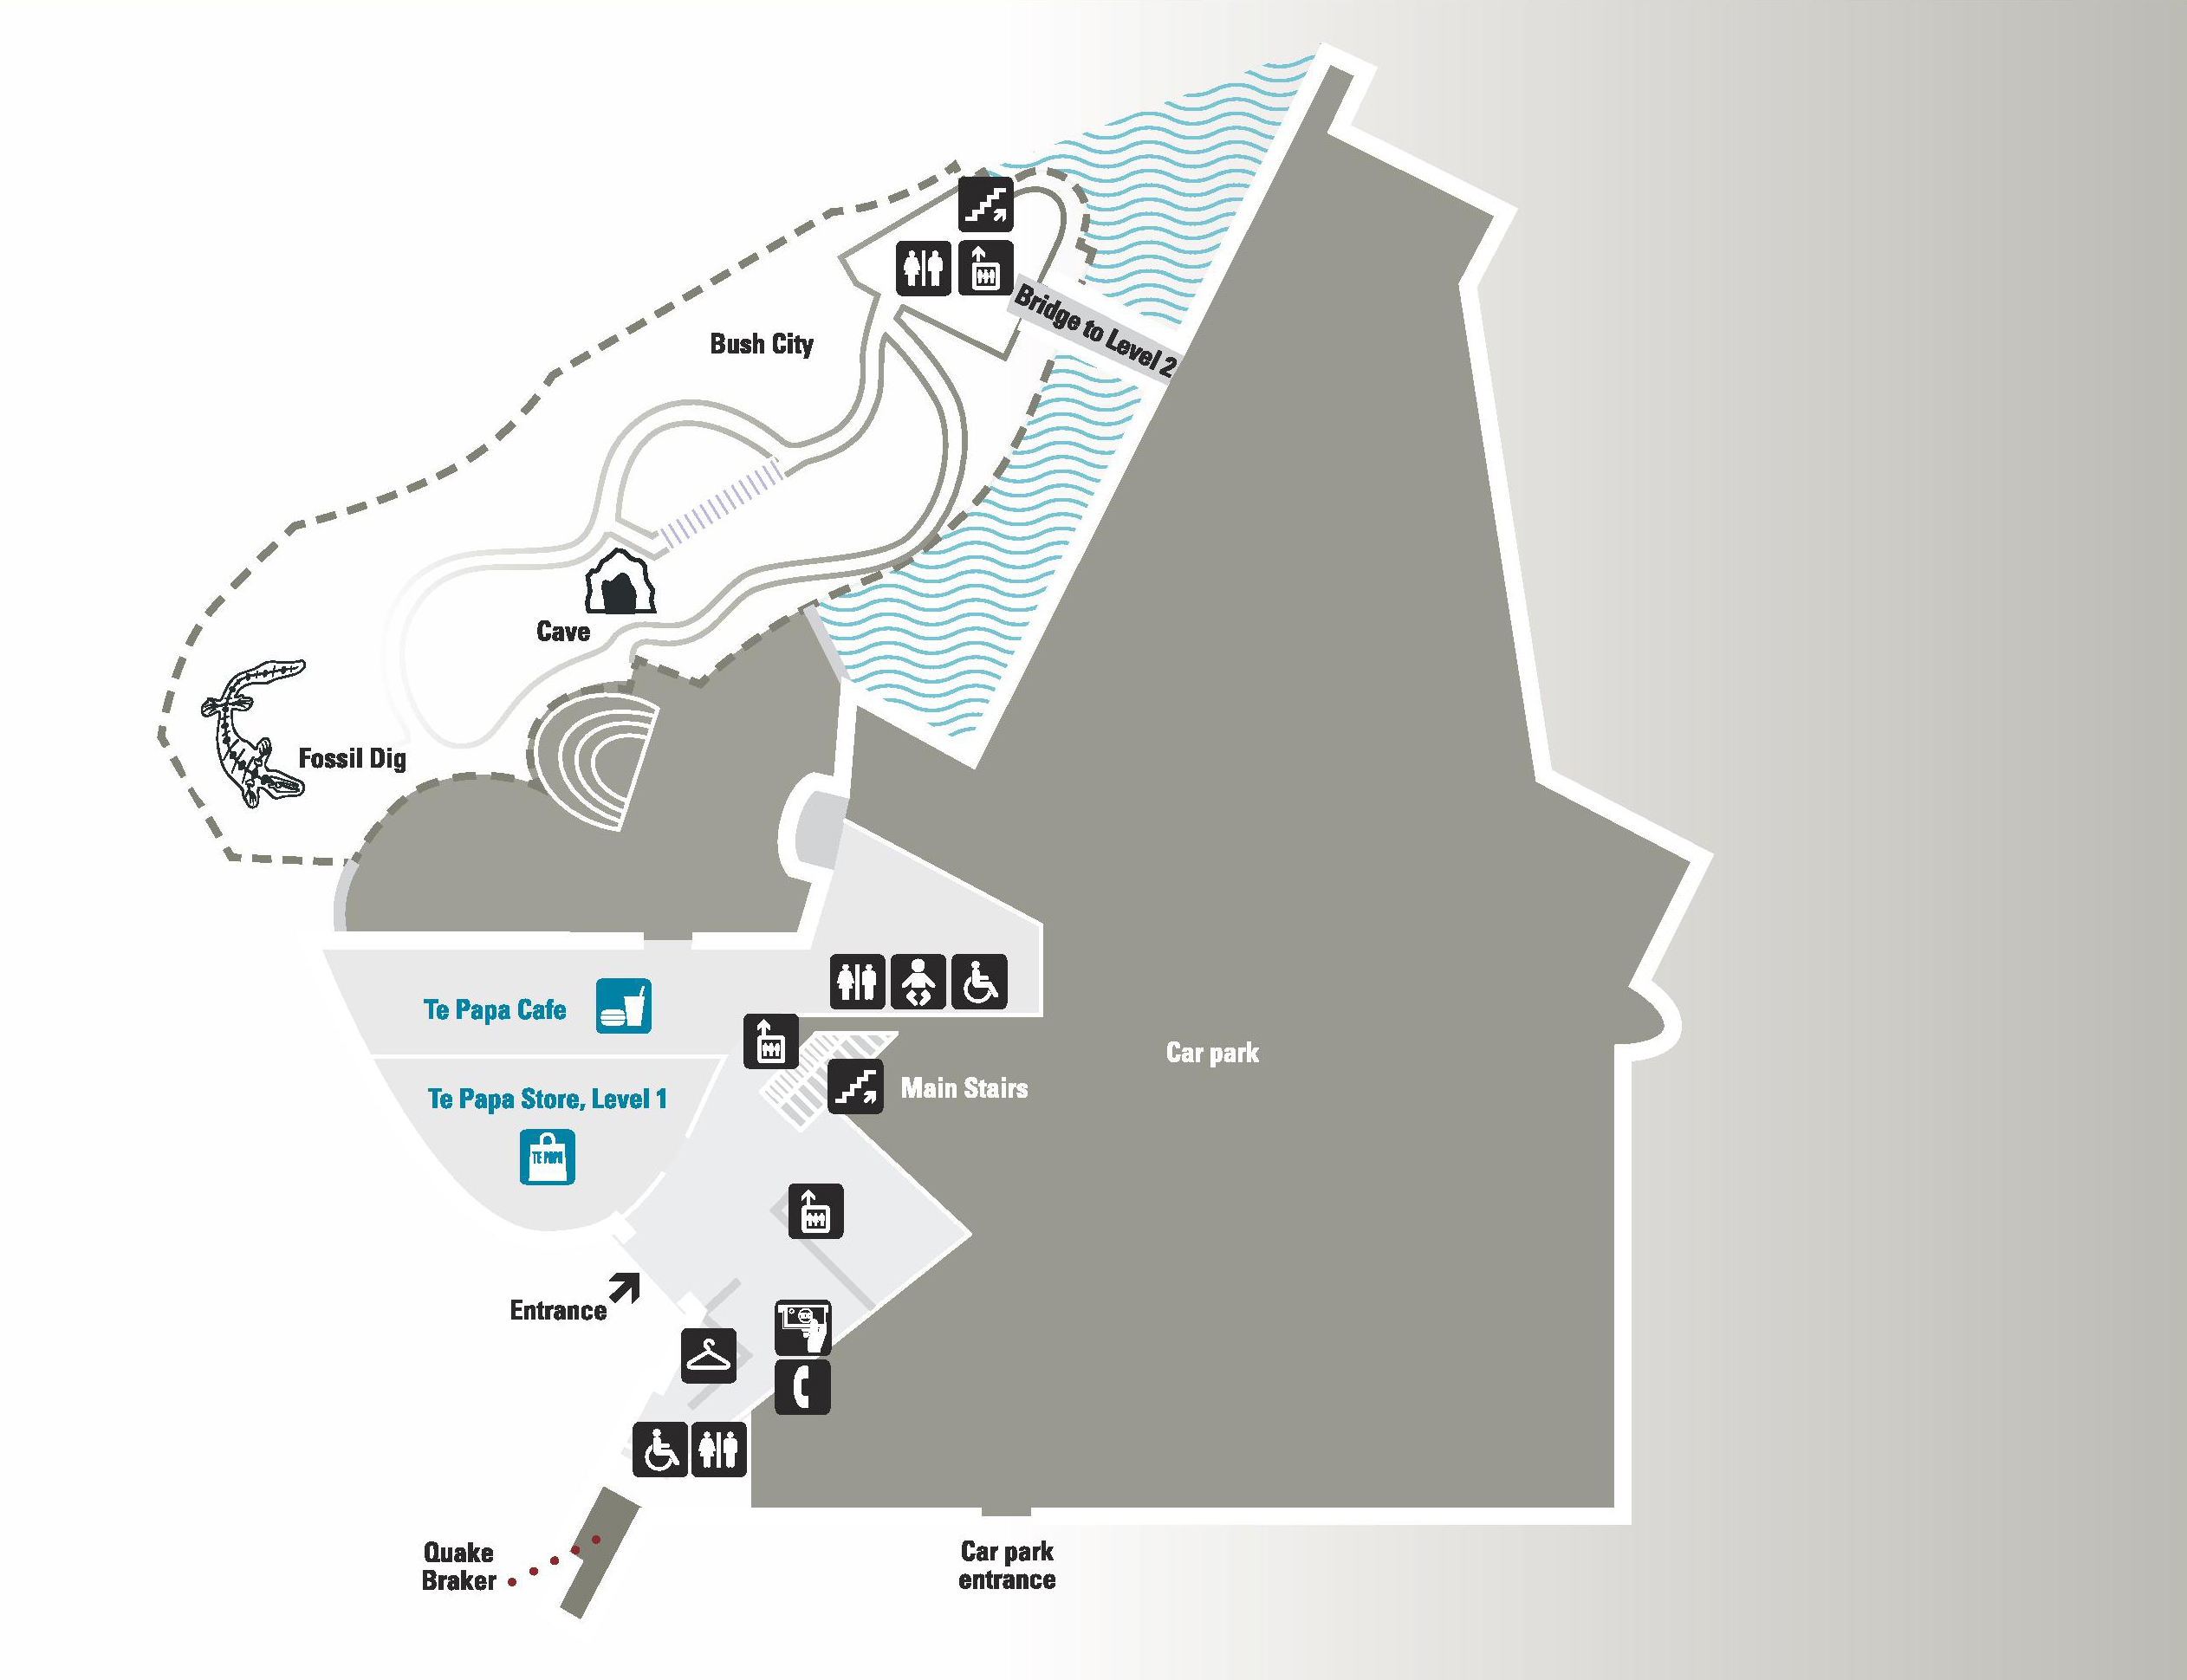 Bridge to Level 2
Bush City
Cave
Fossil Dig
Te Papa Cafe
Car park
Main Stairs
Te Papa Store, Level 1
TE PAPA
Entrance
Quake
Braker
Car park
entrance